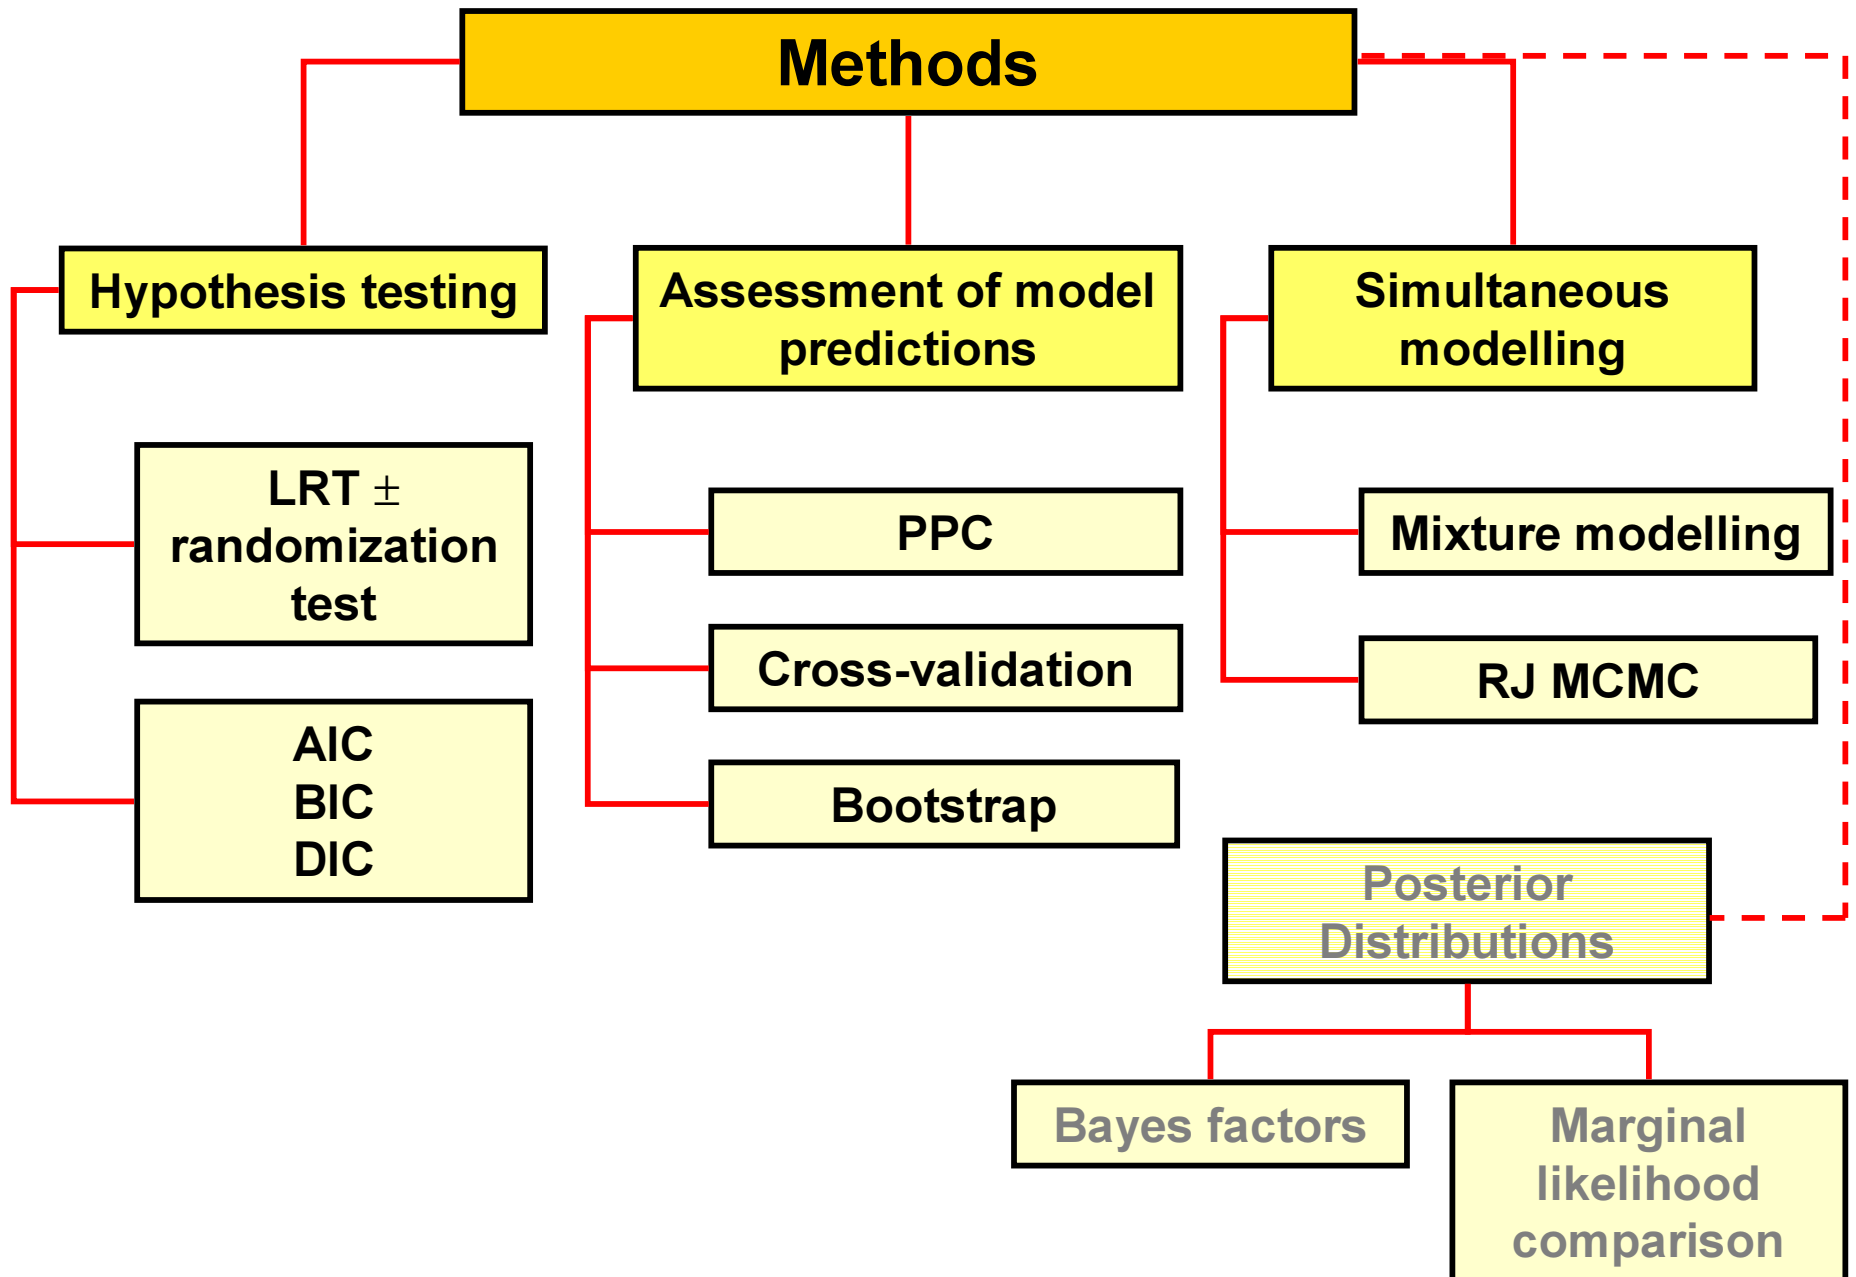 Methods
Hypothesis testing
LRT ±
randomization
test
AIC
BIC
DIC
Assessment of model
predictions
PPC
Cross-validation
Bootstrap
Simultaneous
modelling
Mixture modelling
RJ MCMC
Posterior
Distributions
Bayes factors
Marginal
likelihood
comparison